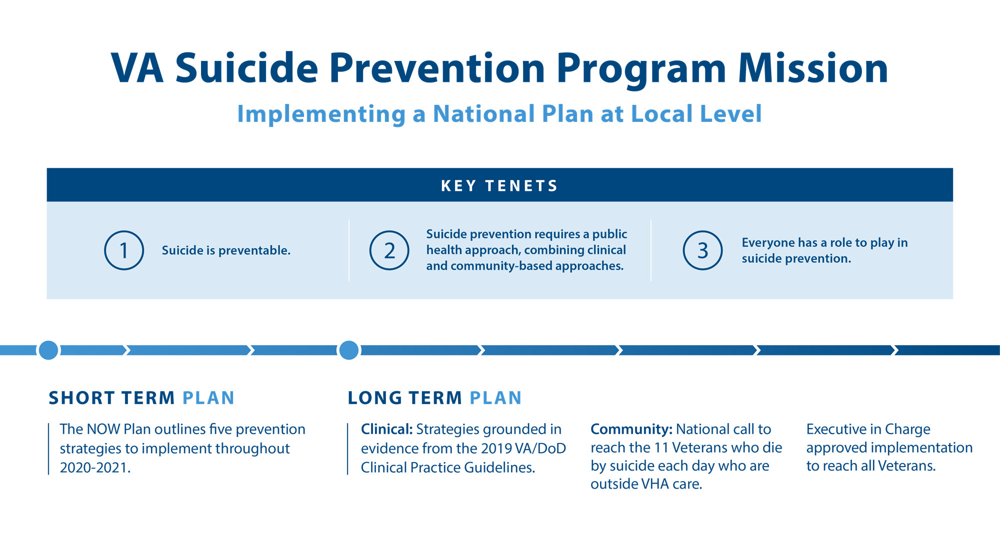 VA Suicide Prevention Program Mission
Implementing a National Plan at Local Level
KEY TENETS
1
Suicide is preventable.
2
Suicide prevention requires a public
health approach, combining clinical
and community-based approaches.
3
Everyone has a role to play in
suicide prevention.
SHORT TERM PLAN
The NOW Plan outlines five prevention
strategies to implement throughout
2020-2021.
LONG TERM PLAN
Clinical: Strategies grounded in
evidence from the 2019 VA/DoD
Clinical Practice Guidelines.
Community: National call to
reach the 11 Veterans who die
by suicide each day who are
outside VHA care.
Executive in Charge
approved implementation
to reach all Veterans.